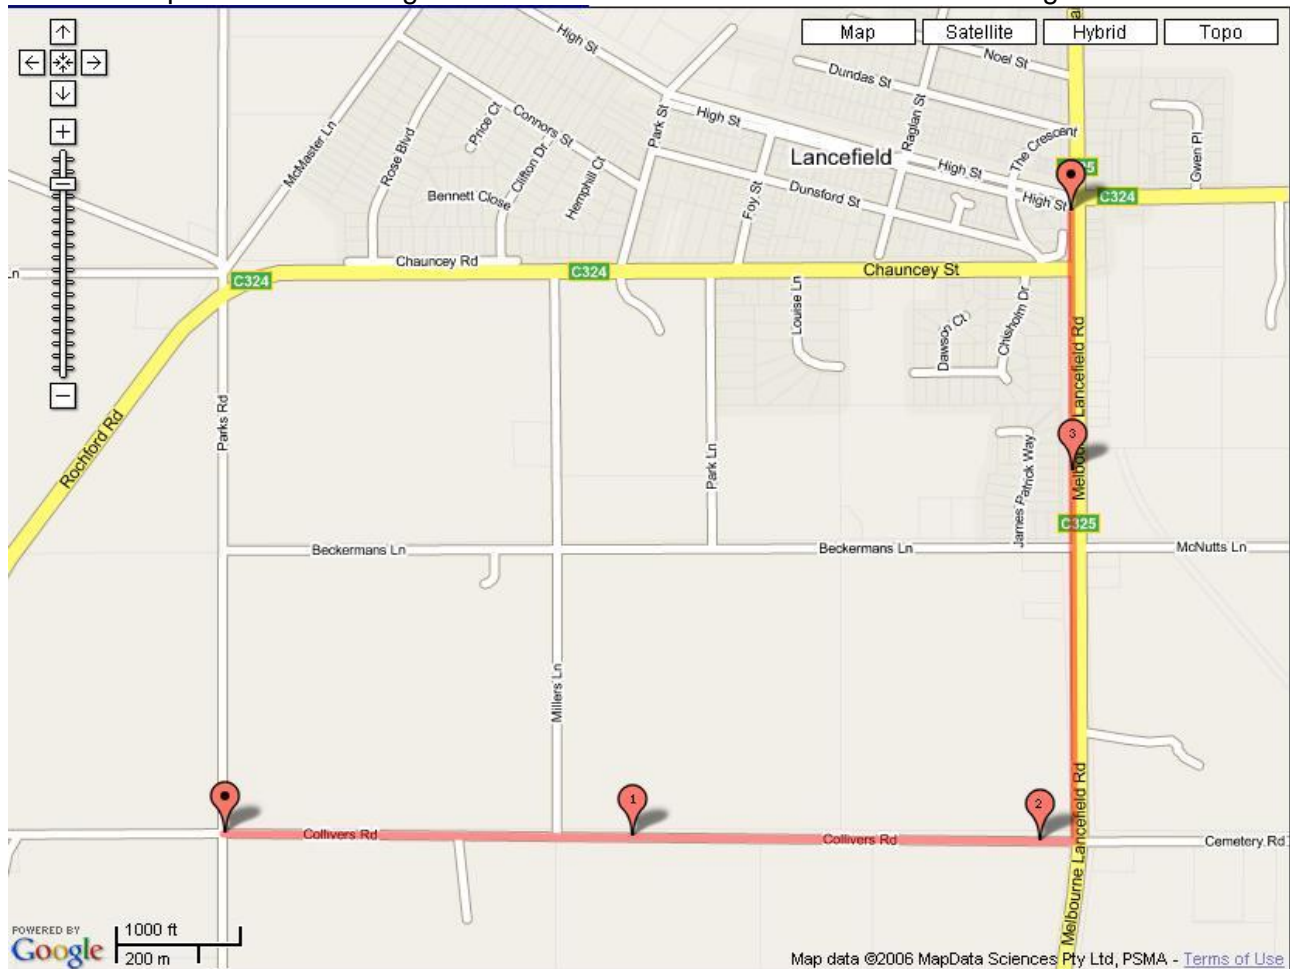 Map
Satellite
Hybrid
Topo
High St
Noel St
Dundas St
Raglan St
The Crescent
Gwen Pl
Price Ct
Connors St
Park St
High St
Lancefield
High St
McMaster Ln
Rose Blvd
Clifton Dr
Bennett Close
Hemphill Ct
Foy St
Dunsford St
High St
C324
Chauncey Rd
C324
C324
Chauncey St
Ln
Louise Ln
Dawson Ct
Chisholm Dr
Melbourne Lancefield Rd
Parks Rd
Rochford Rd
Park Ln
James Patrick Way
3
C325
Beckermans Ln
Beckermans Ln
McNutts Ln
Millers Ln
1
2
Collivers Rd
Collivers Rd
Cemetery Rd
Melbourne Lancefield Rd
POWERED BY
Google
1000 ft
200 m
Map data ©2006 MapData Sciences Pty Ltd, PSMA - Terms of Use